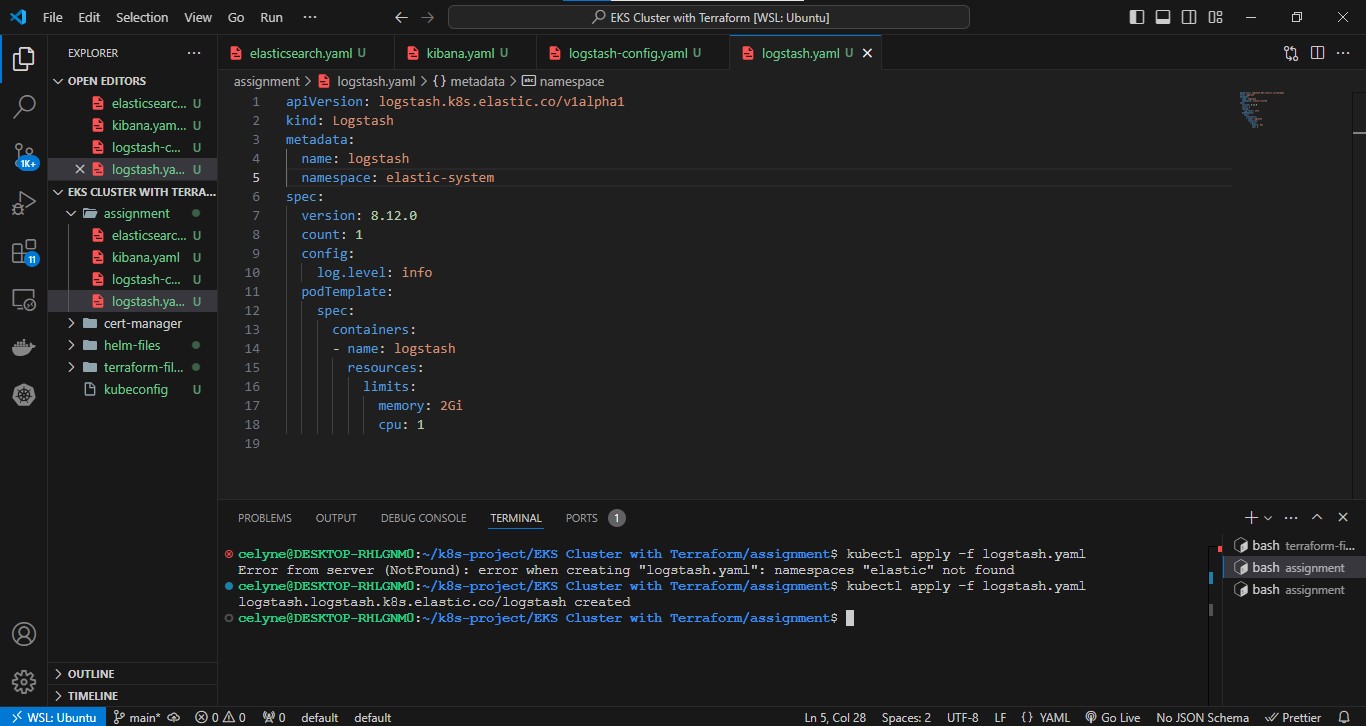 File Edit Selection View Go Run ··· EKS Cluster with Terraform [WSL: Ubuntu]
EXPLORER ···
OPEN EDITORS
elasticsearc... U
kibana.yam... U
logstash-c... U
logstash.ya... U
EKS CLUSTER WITH TERRA...
assignment
elasticsearc... U
kibana.yaml U
logstash-c... U
logstash.ya... U
cert-manager
helm-files
terraform-fil...
kubeconfig U
OUTLINE
TIMELINE
1K+
11
elasticsearch.yaml U kibana.yaml U logstash-config.yaml U logstash.yaml U
assignment > logstash.yaml > {} metadata > abc namespace
1 apiVersion: logstash.k8s.elastic.co/v1alpha1
2 kind: Logstash
3 metadata:
4 name: logstash
5 namespace: elastic-system
6 spec:
7 version: 8.12.0
8 count: 1
9 config:
10 log.level: info
11 podTemplate:
12 spec:
13 containers:
14 - name: logstash
15 resources:
16 limits:
17 memory: 2Gi
18 cpu: 1
19
PROBLEMS OUTPUT DEBUG CONSOLE TERMINAL PORTS 1
celyne@DESKTOP-RHLGNM0:~/k8s-project/EKS Cluster with Terraform/assignment$ kubectl apply -f logstash.yaml
Error from server (NotFound): error when creating "logstash.yaml": namespaces "elastic" not found
celyne@DESKTOP-RHLGNM0:~/k8s-project/EKS Cluster with Terraform/assignment$ kubectl apply -f logstash.yaml
logstash.logstash.k8s.elastic.co/logstash created
celyne@DESKTOP-RHLGNM0:~/k8s-project/EKS Cluster with Terraform/assignment$
bash terraform-fi...
bash assignment
bash assignment
WSL: Ubuntu main* 0 0 0 default default Ln 5, Col 28 Spaces: 2 UTF-8 LF {} YAML Go Live No JSON Schema Prettier